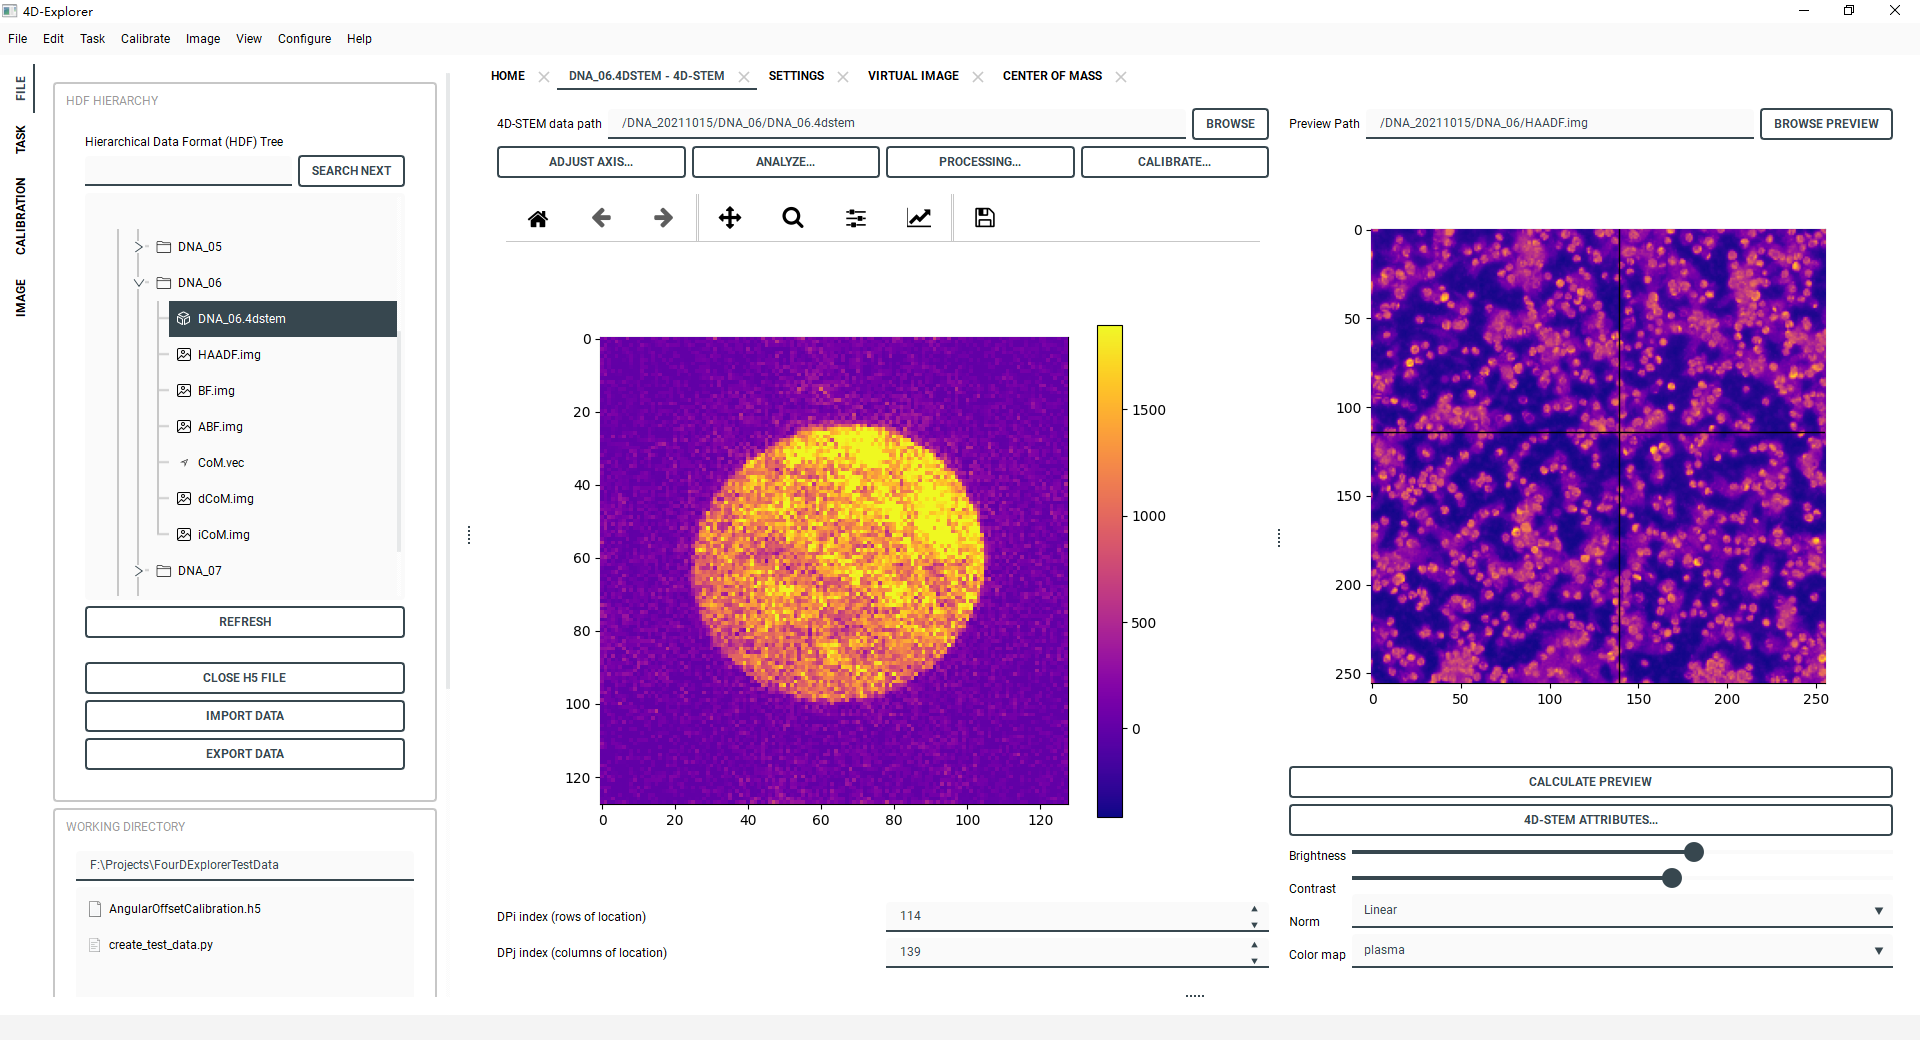 4D-Explorer
File Edit Task Calibrate Image View Configure Help
FILE
TASK
CALIBRATION
IMAGE
HDF HIERARCHY
Hierarchical Data Format (HDF) Tree
SEARCH NEXT
DNA_05
DNA_06
DNA_06.4dstem
HAADF.img
BF.img
ABF.img
CoM.vec
dCoM.img
iCoM.img
DNA_07
REFRESH
CLOSE H5 FILE
IMPORT DATA
EXPORT DATA
WORKING DIRECTORY
F:\Projects\FourDExplorerTestData
AngularOffsetCalibration.h5
create_test_data.py
HOME DNA_06.4DSTEM - 4D-STEM SETTINGS VIRTUAL IMAGE CENTER OF MASS
4D-STEM data path /DNA_20211015/DNA_06/DNA_06.4dstem BROWSE
ADJUST AXIS... ANALYZE... PROCESSING... CALIBRATE...
0
20
40
60
80
100
120
0 20 40 60 80 100 120
1500
1000
500
0
DPi index (rows of location) 114
DPj index (columns of location) 139
Preview Path /DNA_20211015/DNA_06/HAADF.img BROWSE PREVIEW
0
50
100
150
200
250
0 50 100 150 200 250
CALCULATE PREVIEW
4D-STEM ATTRIBUTES...
Brightness
Contrast
Norm Linear
Color map plasma